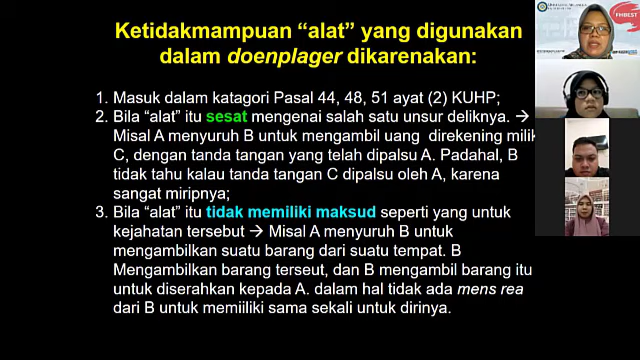 Ketidakmampuan “alat” yang digunakan
dalam doenplager dikarenakan:
1. Masuk dalam katagori Pasal 44, 48, 51 ayat (2) KUHP;
2. Bila “alat” itu sesat mengenai salah satu unsur deliknya. →
Misal A menyuruh B untuk mengambil uang direkening milik
C, dengan tanda tangan yang telah dipalsu A. Padahal, B
tidak tahu kalau tanda tangan C dipalsu oleh A, karena
sangat miripnya;
3. Bila “alat” itu tidak memiliki maksud seperti yang untuk
kejahatan tersebut → Misal A menyuruh B untuk
mengambilkan suatu barang dari suatu tempat. B
Mengambilkan barang terseut, dan B mengambil barang itu
untuk diserahkan kepada A. dalam hal tidak ada mens rea
dari B untuk memiiliki sama sekali untuk dirinya.
FHBEST